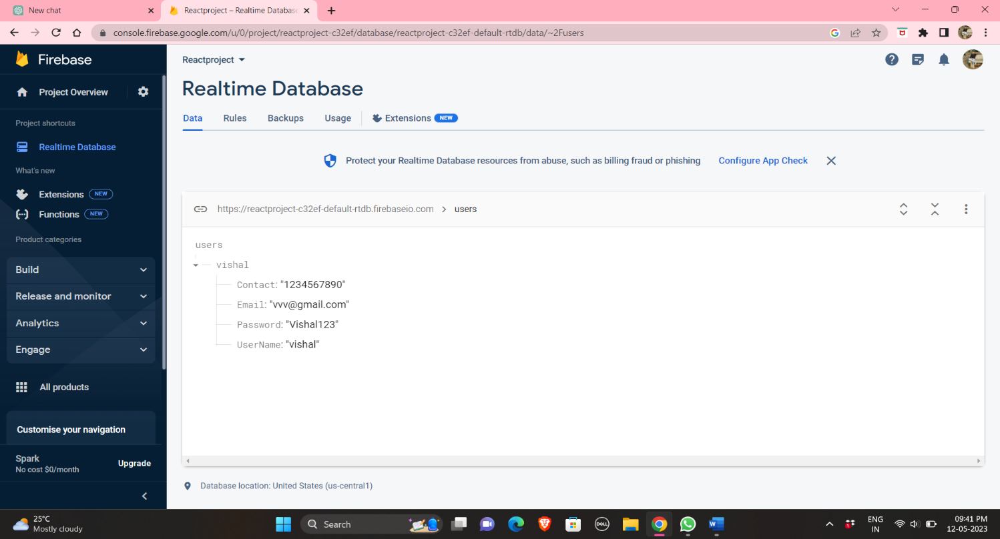 New chat
Reactproject – Realtime Database
console.firebase.google.com/u/0/project/reactproject-c32ef/database/reactproject-c32ef-default-rtdb/data/~2Fusers
Firebase
Project Overview
Project shortcuts
Realtime Database
What's new
Extensions NEW
Functions NEW
Product categories
Build
Release and monitor
Analytics
Engage
All products
Customise your navigation
Spark
No cost $0/month
Upgrade
Reactproject
Realtime Database
Data Rules Backups Usage Extensions NEW
Protect your Realtime Database resources from abuse, such as billing fraud or phishing Configure App Check
https://reactproject-c32ef-default-rtdb.firebaseio.com > users
users
vishal
Contact: "1234567890"
Email: "vvv@gmail.com"
Password: "Vishal123"
UserName: "vishal"
Database location: United States (us-central1)
25°C
Mostly cloudy
Search
DELL
1
ENG
IN
09:41 PM
12-05-2023